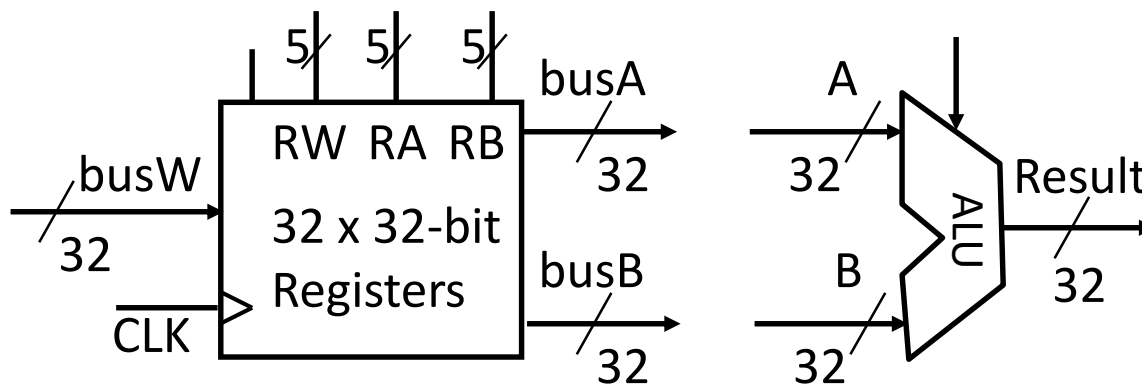 5 5 5
busA
A
RW RA RB
busW
32
32
Result
32 x 32-bit
ALU
32
busB
B
32
Registers
CLK
32
32